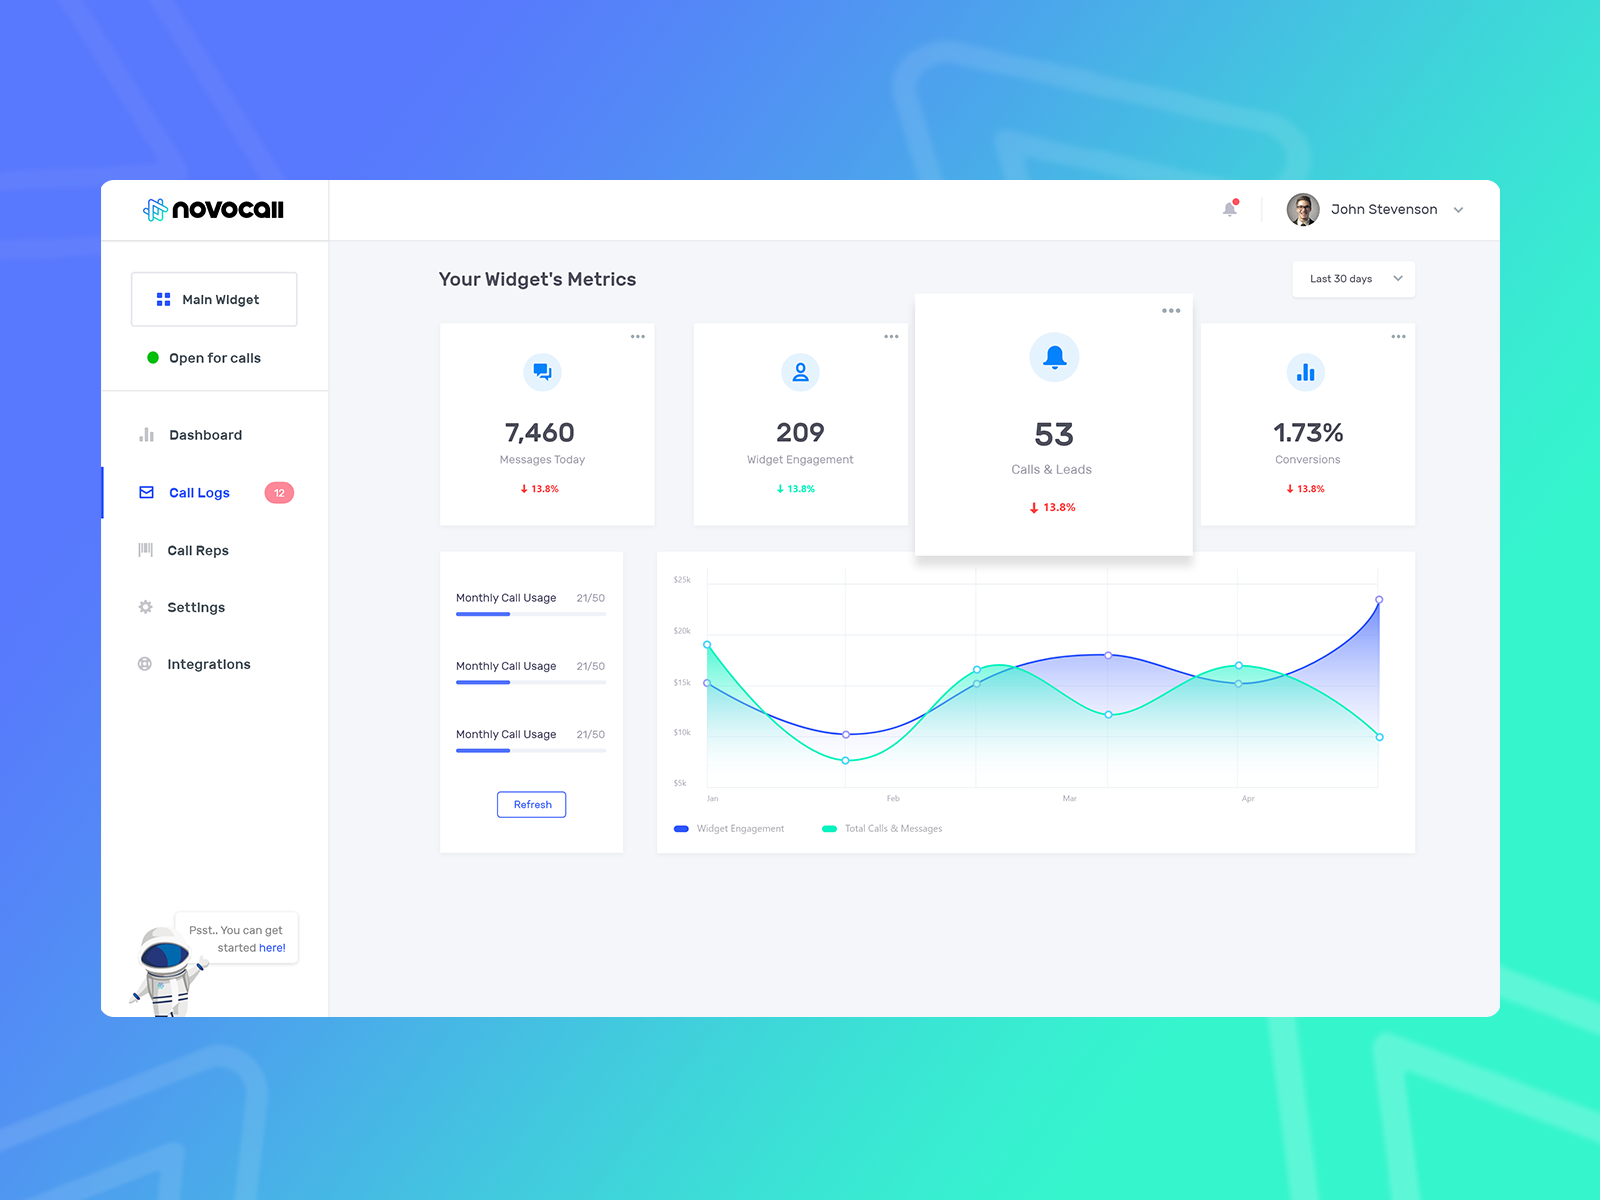 novocall
John Stevenson
Main Widget
Open for calls
Dashboard
Call Logs
12
Call Reps
Settings
Integrations
Psst.. You can get
started here!
Your Widget's Metrics
Last 30 days
7,460
Messages Today
13.8%
209
Widget Engagement
13.8%
53
Calls & Leads
13.8%
1.73%
Conversions
13.8%
Monthly Call Usage 21/50
Monthly Call Usage 21/50
Monthly Call Usage 21/50
Refresh
$25k
$20k
$15k
$10k
$5k
Jan Feb Mar Apr
Widget Engagement Total Calls & Messages